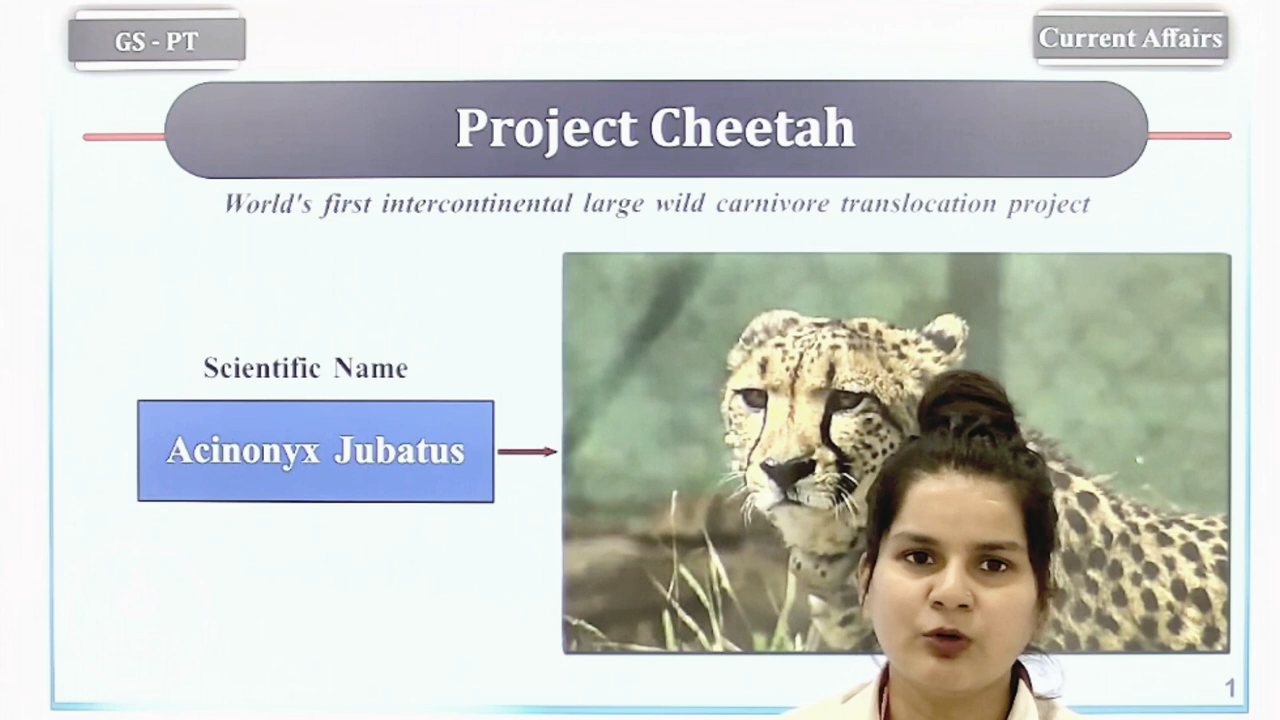 GS - PT
Current Affairs
Project Cheetah
World's first intercontinental large wild carnivore translocation project
Scientific Name
Acinonyx Jubatus
1